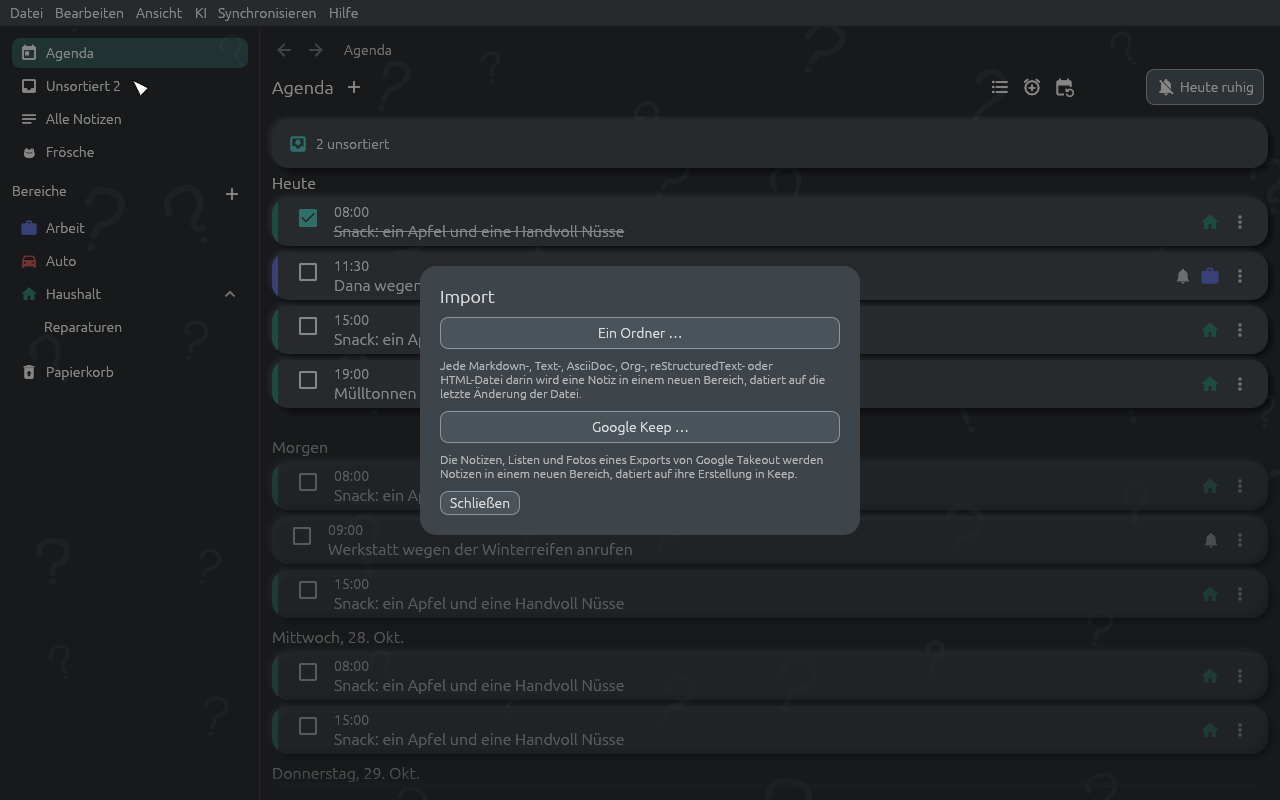 Datei Bearbeiten Ansicht KI Synchronisieren Hilfe
Agenda
Unsortiert 2
Alle Notizen
Frösche
Bereiche
Arbeit
Auto
Haushalt
Reparaturen
Papierkorb
Agenda
Agenda
Heute ruhig
2 unsortiert
Heute
08:00
Snack: ein Apfel und eine Handvoll Nüsse
11:30
Dana wegen
15:00
Snack: ein
19:00
Mülltonnen
Import
Ein Ordner …
Jede Markdown-, Text-, AsciiDoc-, Org-, reStructuredText- oder
HTML-Datei darin wird eine Notiz in einem neuen Bereich, datiert auf die
letzte Änderung der Datei.
Google Keep …
Die Notizen, Listen und Fotos eines Exports von Google Takeout werden
Notizen in einem neuen Bereich, datiert auf ihre Erstellung in Keep.
Schließen
Morgen
08:00
Snack: ein
09:00
Werkstatt wegen der Winterreifen anrufen
15:00
Snack: ein Apfel und eine Handvoll Nüsse
Mittwoch, 28. Okt.
08:00
Snack: ein Apfel und eine Handvoll Nüsse
15:00
Snack: ein Apfel und eine Handvoll Nüsse
Donnerstag, 29. Okt.